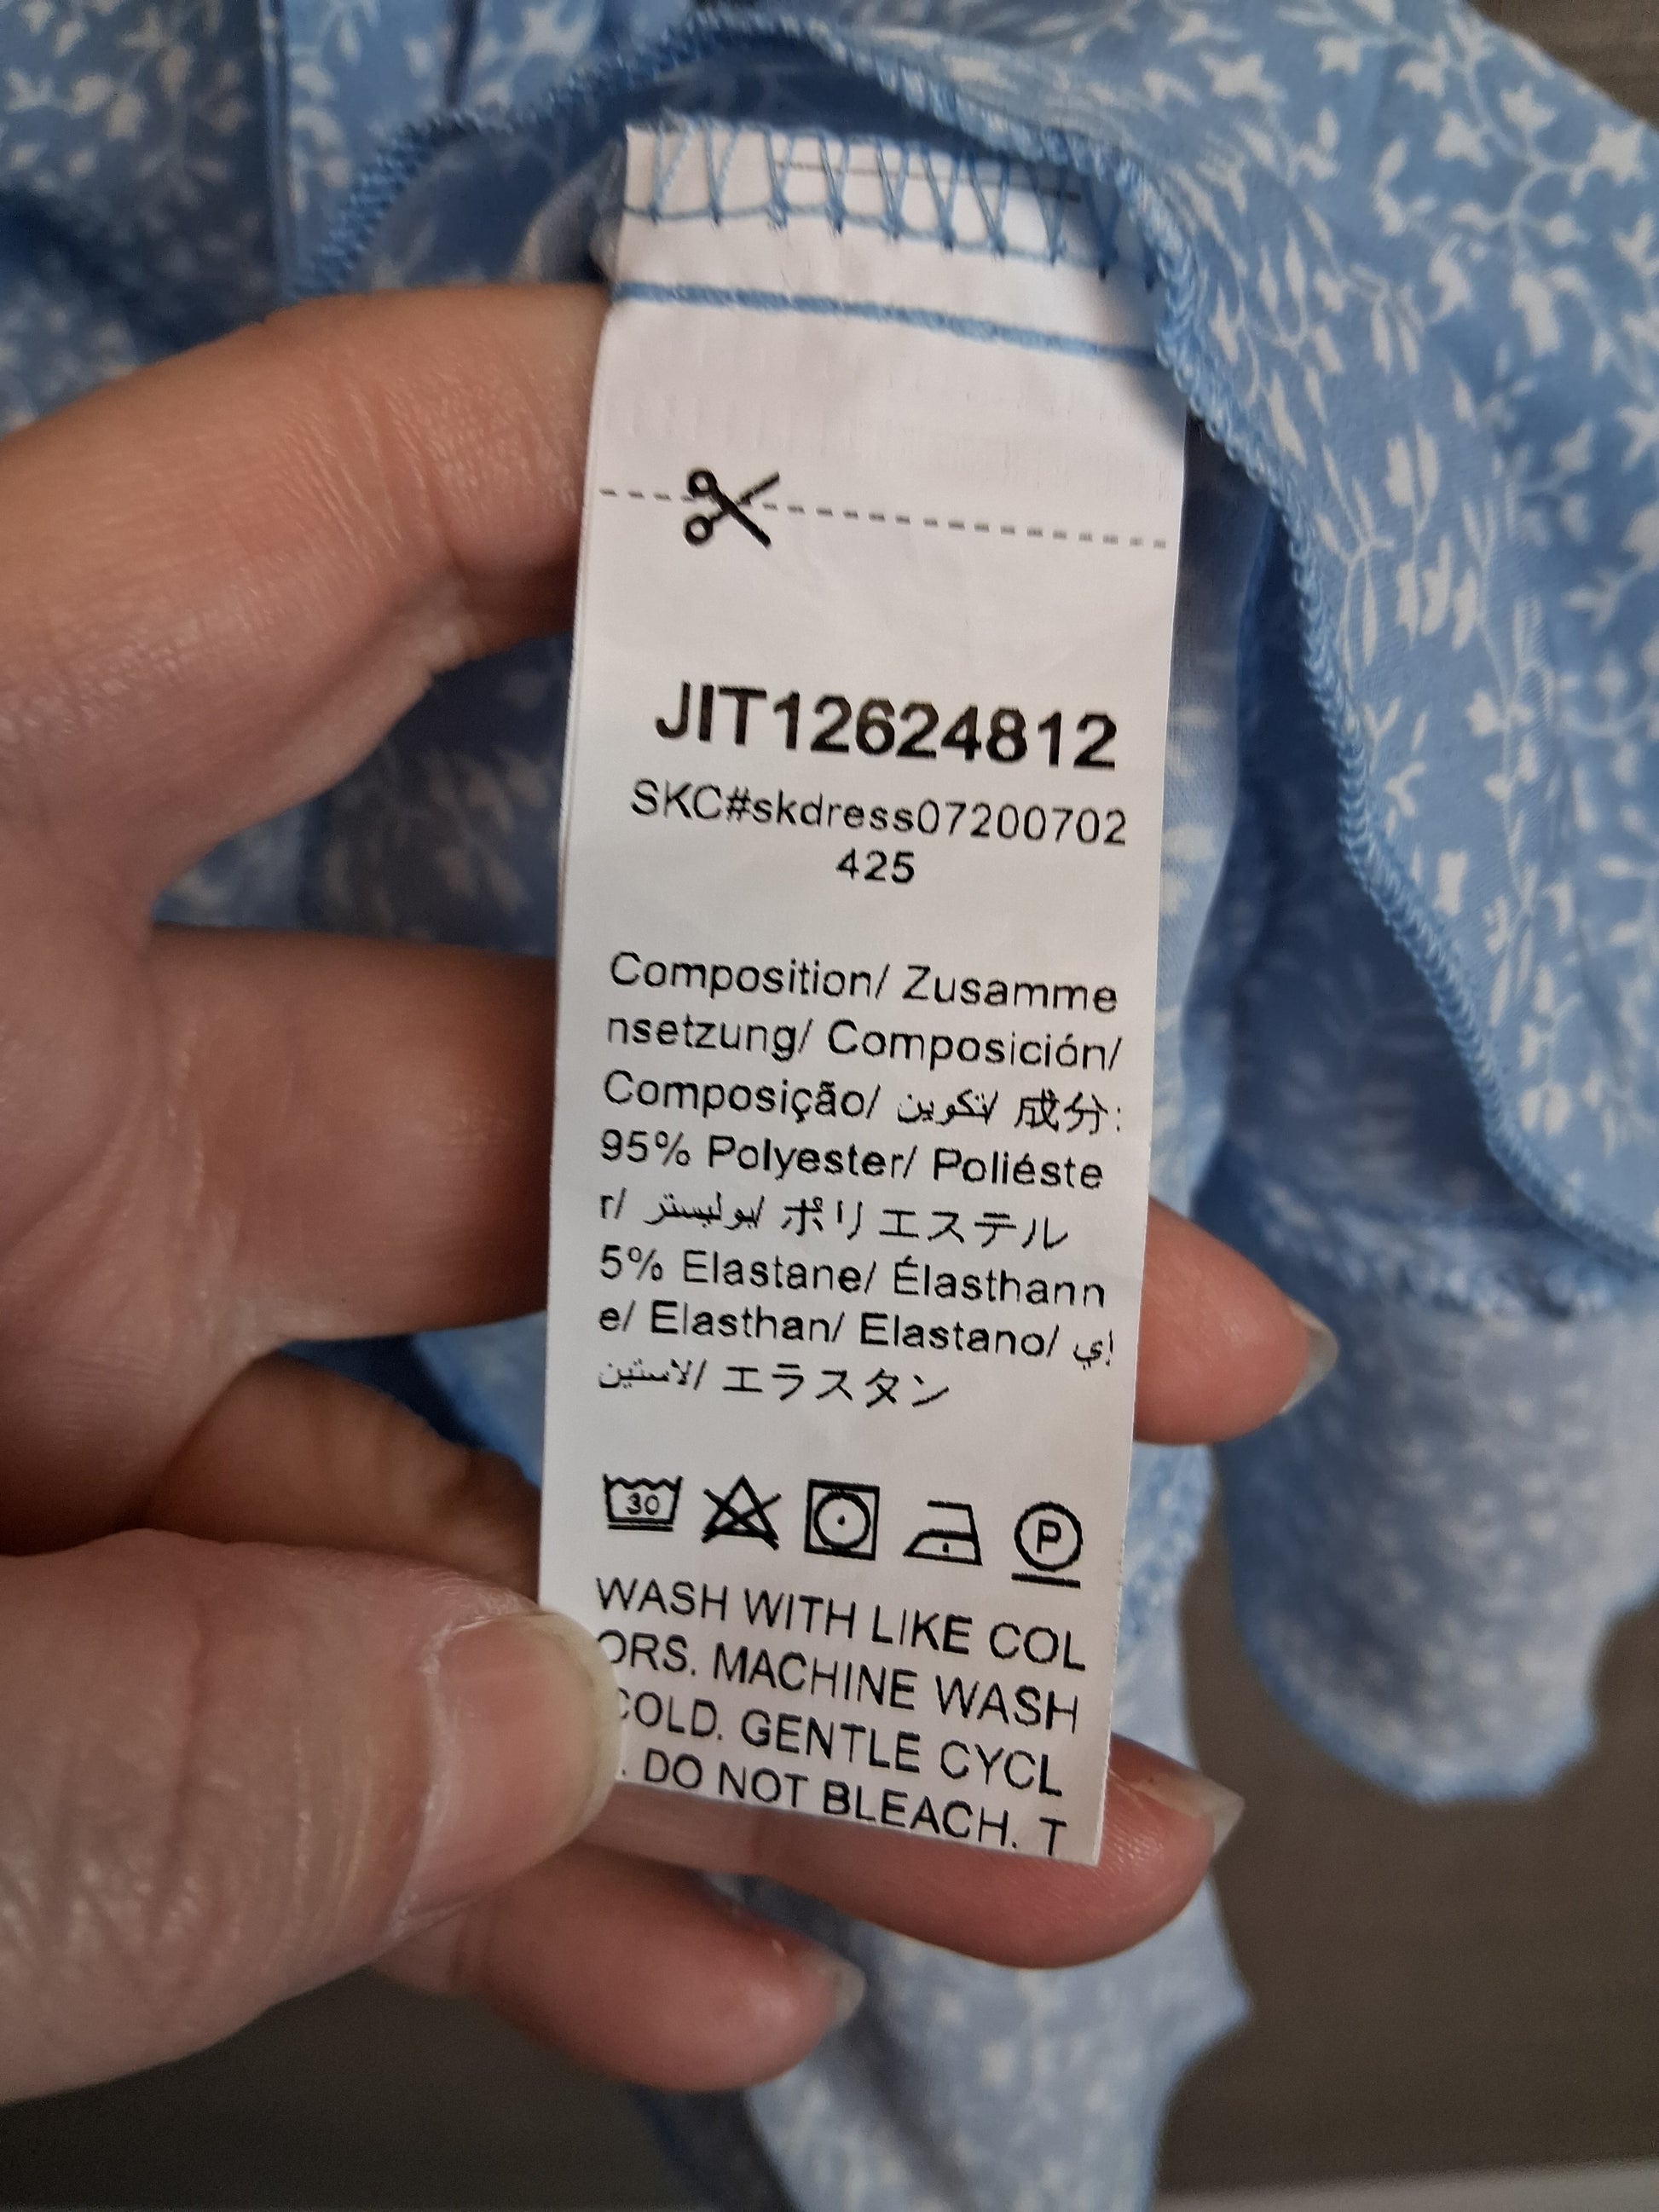 JIT12624812
SKC#skdress07200702
425
Composition/ Zusamme
nsetzung/ Composición/
Composição/ تكوين/ 成分:
95% Polyester/ Poliéste
r/ بوليستر/ ポリエステル
5% Elastane/ Élasthann
e/ Elasthan/ Elastano/ إي
لاستين/ エラスタン
30
P
WASH WITH LIKE COL
ORS. MACHINE WASH
COLD. GENTLE CYCL
. DO NOT BLEACH. T